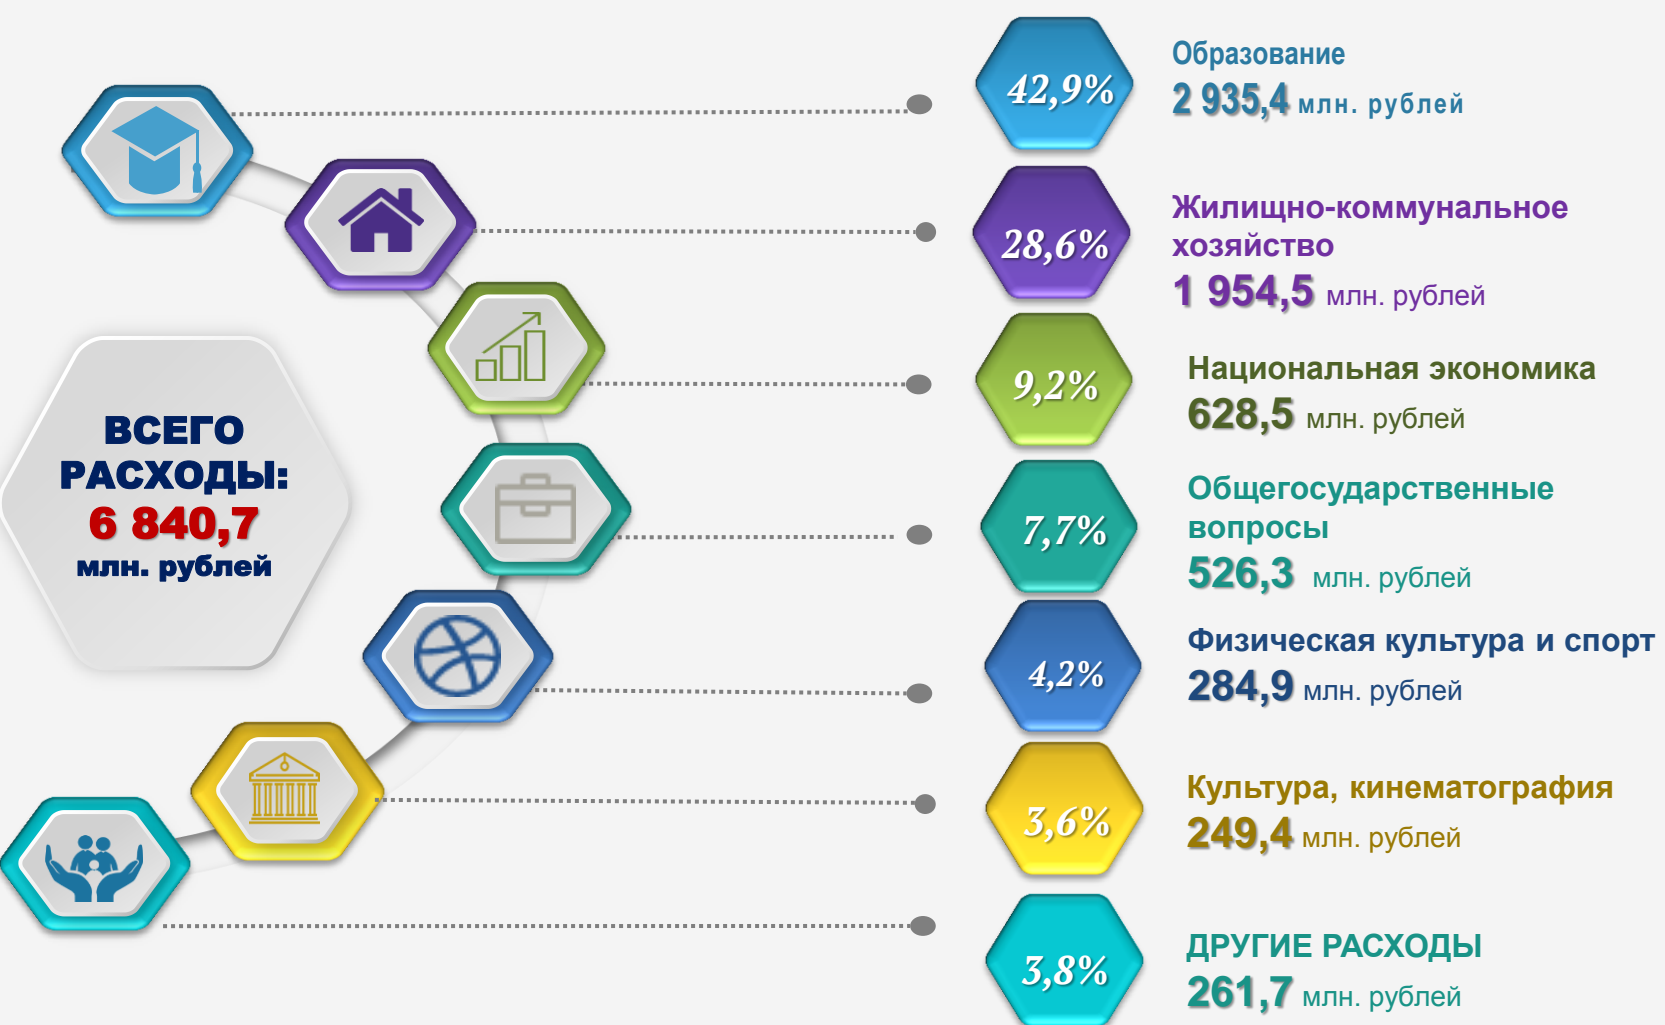 ВСЕГО
РАСХОДЫ:
6 840,7
млн. рублей
42,9%
Образование
2 935,4 млн. рублей
28,6%
Жилищно-коммунальное
хозяйство
1 954,5 млн. рублей
9,2%
Национальная экономика
628,5 млн. рублей
7,7%
Общегосударственные
вопросы
526,3 млн. рублей
4,2%
Физическая культура и спорт
284,9 млн. рублей
3,6%
Культура, кинематография
249,4 млн. рублей
3,8%
ДРУГИЕ РАСХОДЫ
261,7 млн. рублей